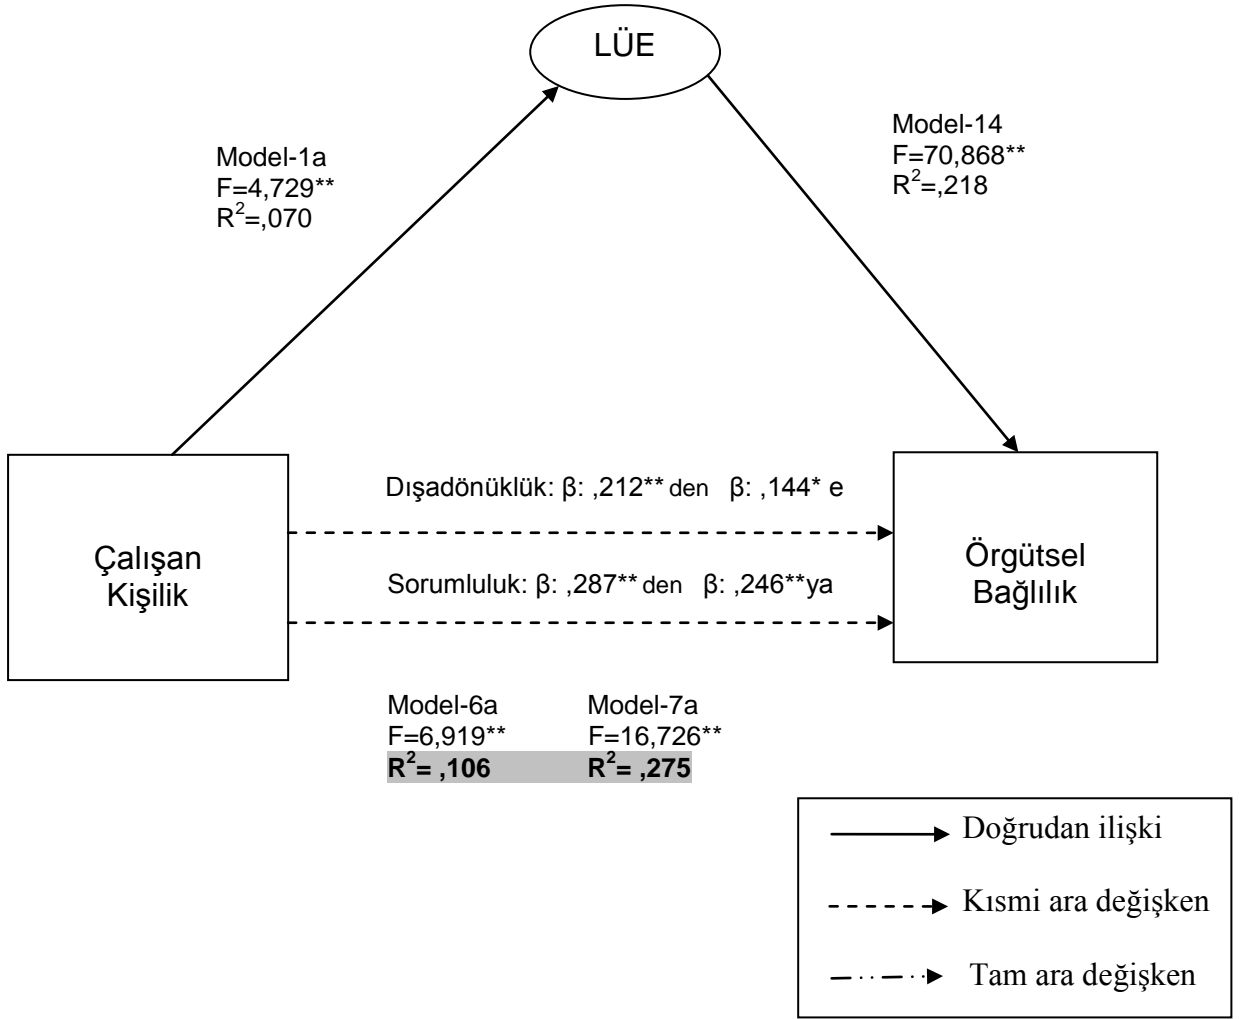 LÜE
Model-1a
F=4,729**
R²=,070
Model-14
F=70,868**
R²=,218
Dışadönüklük: β: ,212** den β: ,144* e
Çalışan
Kişilik
Örgütsel
Bağlılık
Sorumluluk: β: ,287** den β: ,246**ya
Model-6a Model-7a
F=6,919** F=16,726**
R²= ,106 R²= ,275
Doğrudan ilişki
Kısmi ara değişken
Tam ara değişken